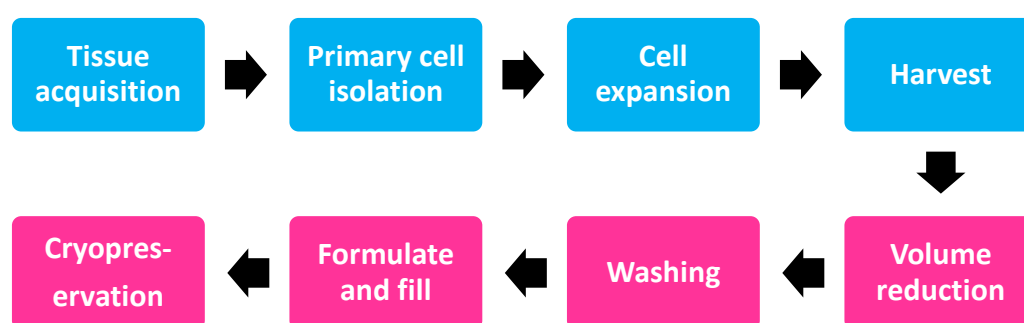 Tissue
acquisition
Primary cell
isolation
Cell
expansion
Harvest
Volume
reduction
Washing
Formulate
and fill
Cryopres-
ervation